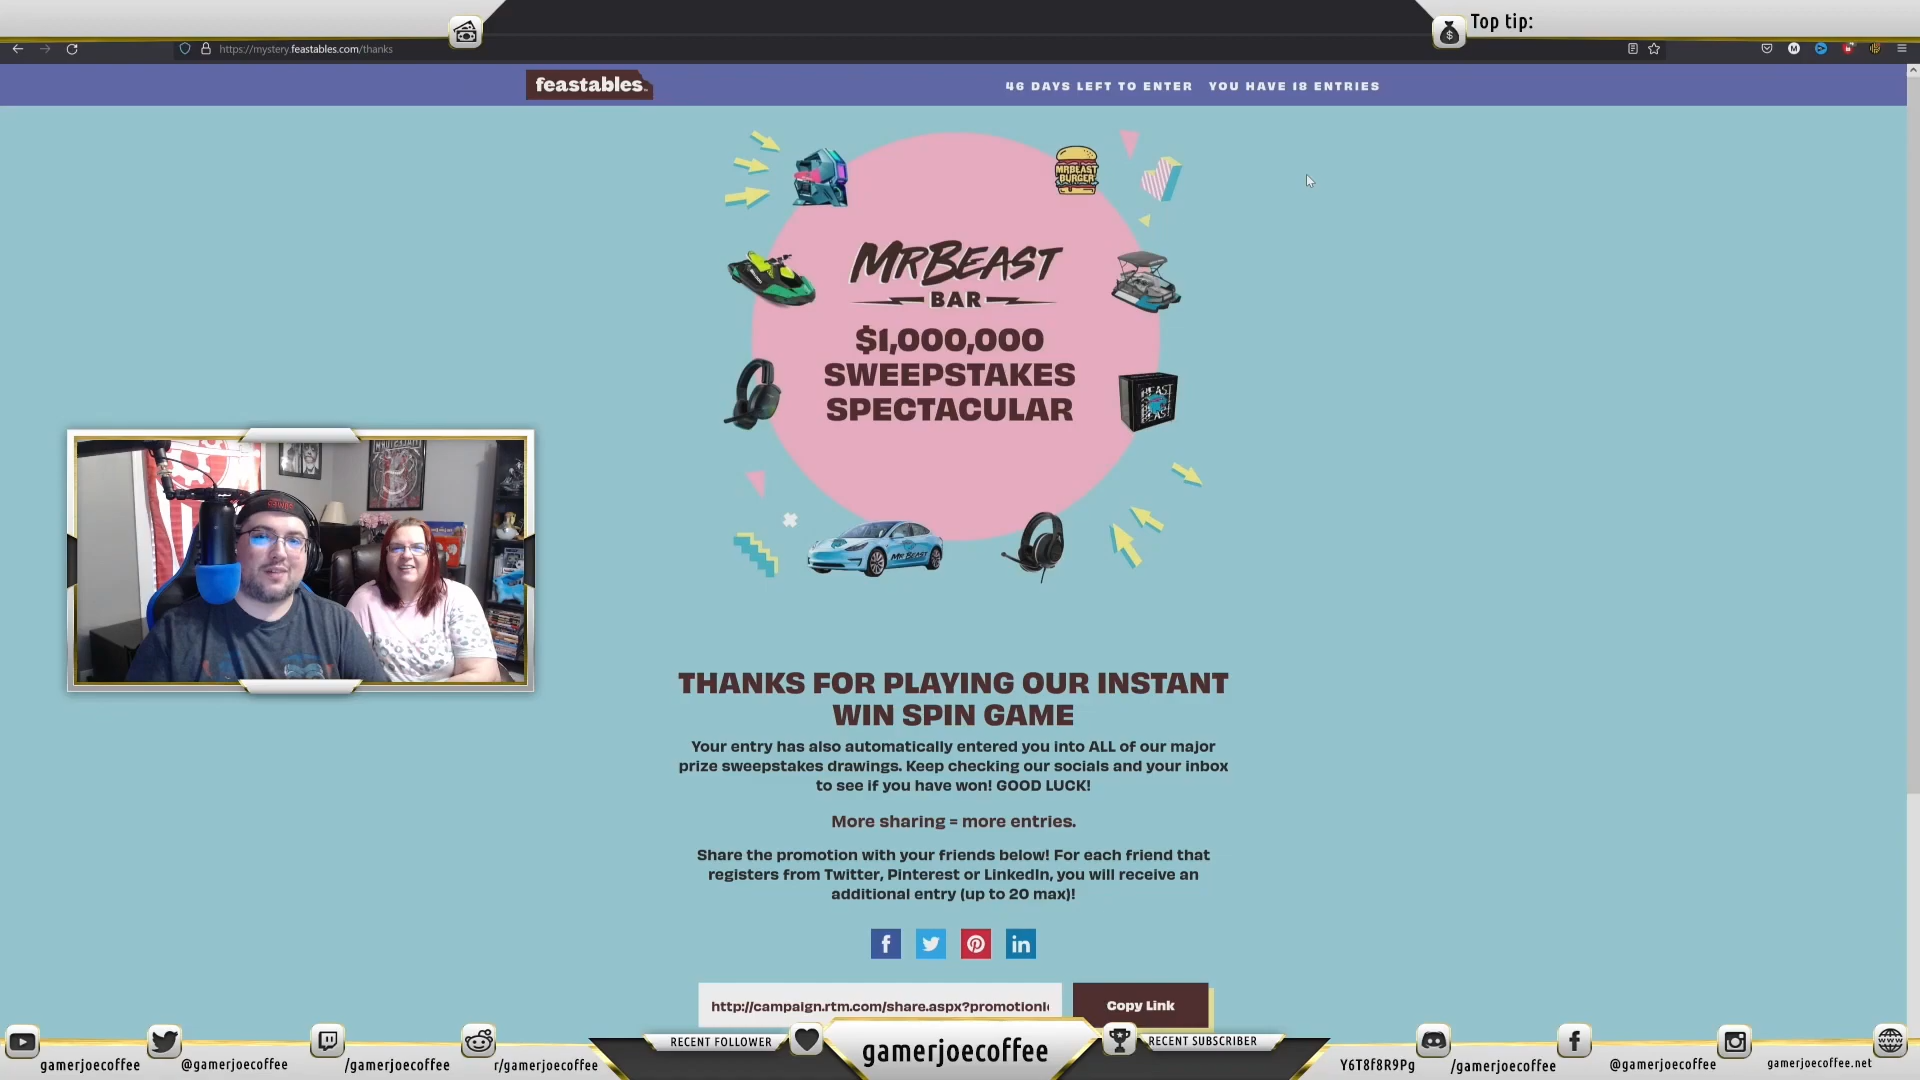 Top tip:
https://mystery.feastables.com/thanks
feastables
46 DAYS LEFT TO ENTER YOU HAVE 18 ENTRIES
MRBEAST
BURGER
MRBEAST
BAR
$1,000,000
SWEEPSTAKES
SPECTACULAR
MR BEAST
THANKS FOR PLAYING OUR INSTANT
WIN SPIN GAME
Your entry has also automatically entered you into ALL of our major
prize sweepstakes drawings. Keep checking our socials and your inbox
to see if you have won! GOOD LUCK!
More sharing = more entries.
Share the promotion with your friends below! For each friend that
registers from Twitter, Pinterest or LinkedIn, you will receive an
additional entry (up to 20 max)!
http://campaign.rtm.com/share.aspx?promotionI
Copy Link
RECENT FOLLOWER
gamerjoecoffee
RECENT SUBSCRIBER
gamerjoecoffee
@gamerjoecoffee
/gamerjoecoffee
r/gamerjoecoffee
Y6T8f8R9Pg
/gamerjoecoffee
@gamerjoecoffee
gamerjoecoffee.net